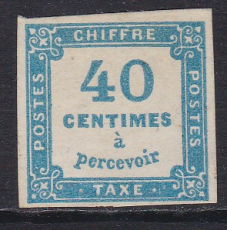 CHIFFRE
POSTES
40
CENTIMES
à
percevoir
POSTES
TAXE